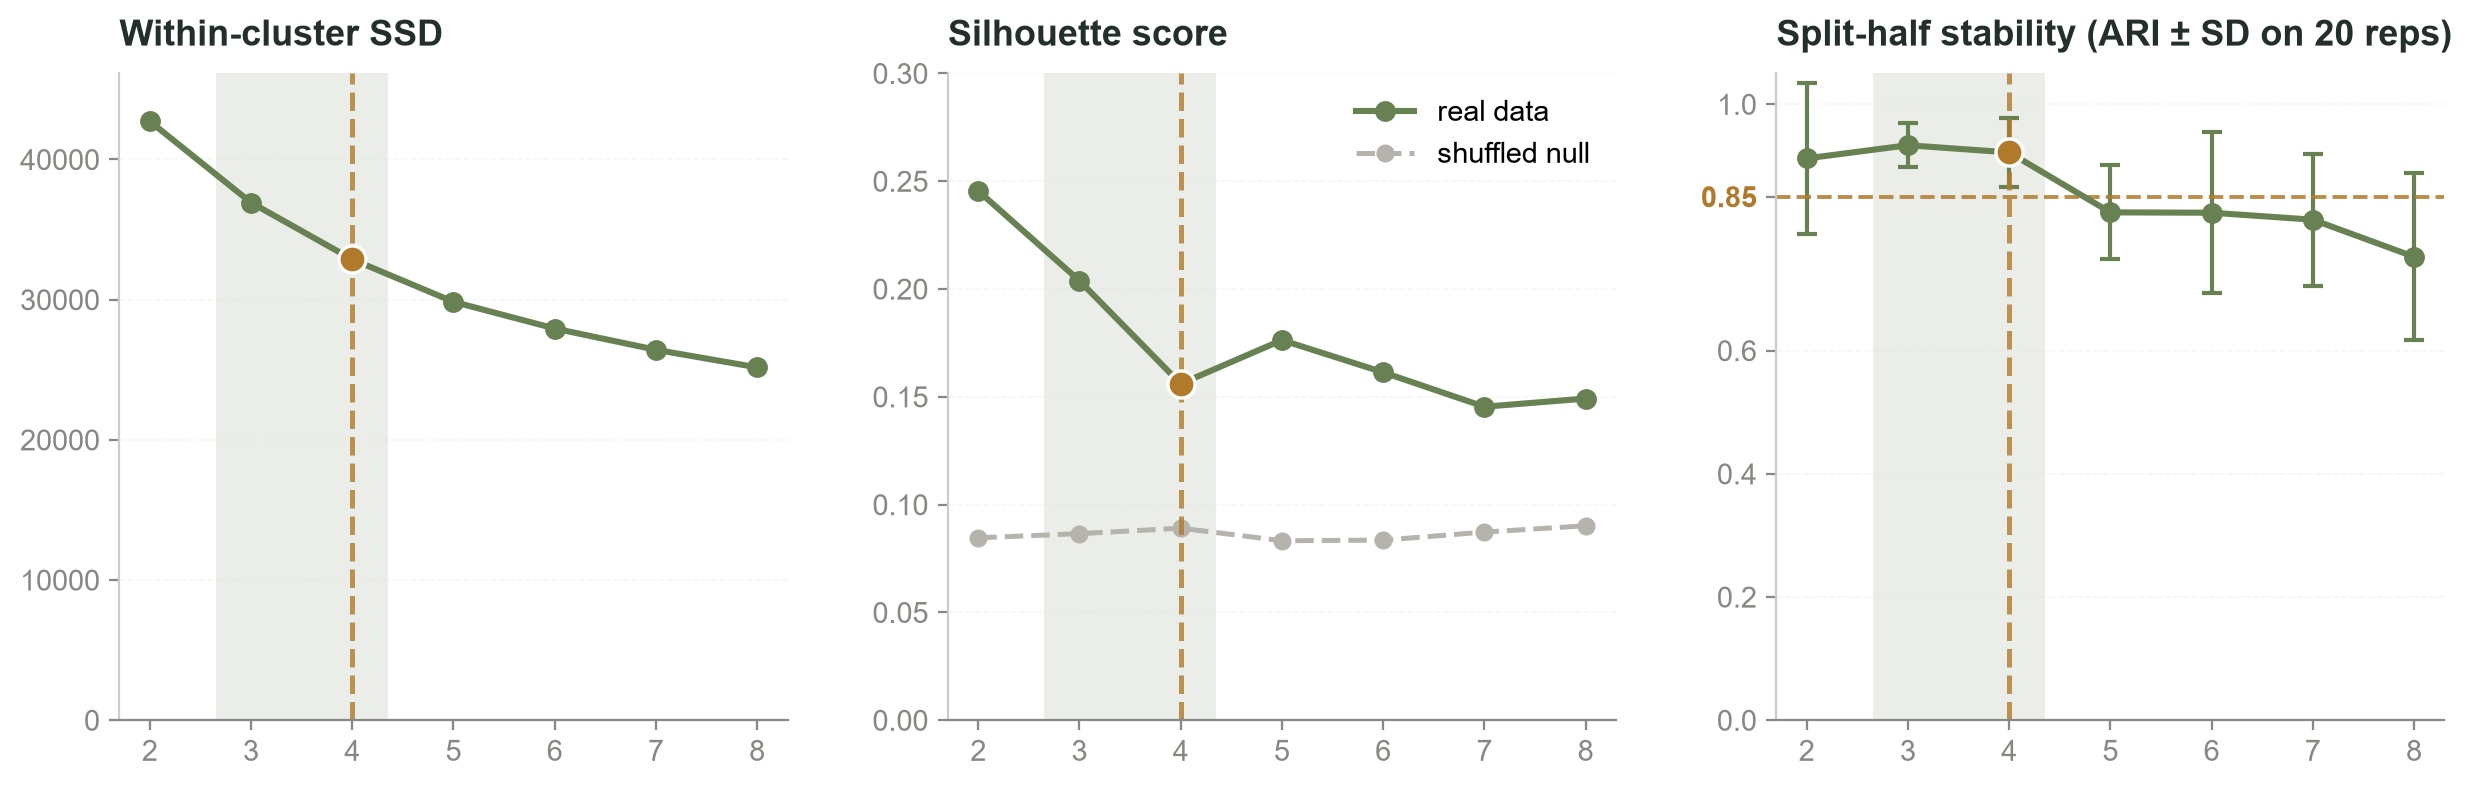 Within-cluster SSD
40000
30000
20000
10000
0
2 3 4 5 6 7 8
Silhouette score
0.30
0.25
0.20
0.15
0.10
0.05
0.00
real data
shuffled null
2 3 4 5 6 7 8
Split-half stability (ARI ± SD on 20 reps)
1.0
0.85
0.6
0.4
0.2
0.0
2 3 4 5 6 7 8